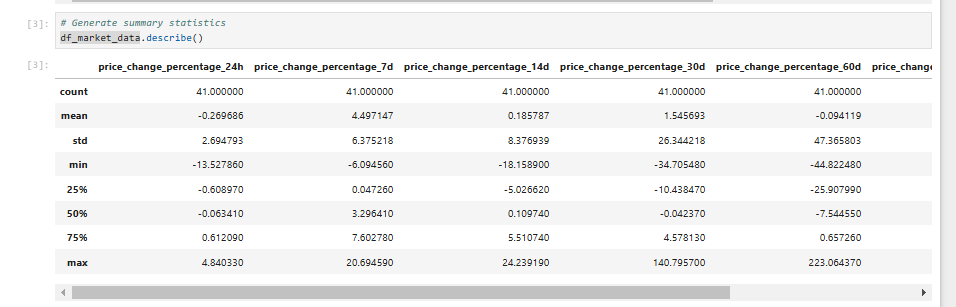 [3]: # Generate summary statistics
df_market_data.describe()
[3]:
price_change_percentage_24h price_change_percentage_7d price_change_percentage_14d price_change_percentage_30d price_change_percentage_60d price_change
count 41.000000 41.000000 41.000000 41.000000 41.000000
mean -0.269686 4.497147 0.185787 1.545693 -0.094119
std 2.694793 6.375218 8.376939 26.344218 47.365803
min -13.527860 -6.094560 -18.158900 -34.705480 -44.822480
25% -0.608970 0.047260 -5.026620 -10.438470 -25.907990
50% -0.063410 3.296410 0.109740 -0.042370 -7.544550
75% 0.612090 7.602780 5.510740 4.578130 0.657260
max 4.840330 20.694590 24.239190 140.795700 223.064370